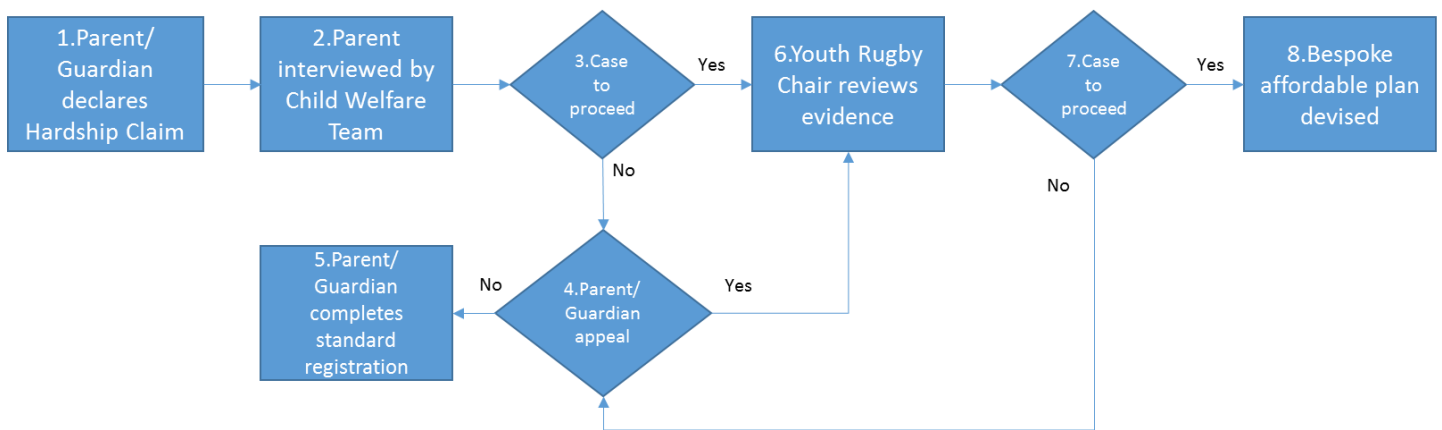 1.Parent/
Guardian
declares
Hardship Claim
2.Parent
interviewed by
Child Welfare
Team
3.Case
to
proceed
Yes
6.Youth Rugby
Chair reviews
evidence
7.Case
to
proceed
Yes
8.Bespoke
affordable plan
devised
No
No
5.Parent/
Guardian
completes
standard
registration
No
4.Parent/
Guardian
appeal
Yes